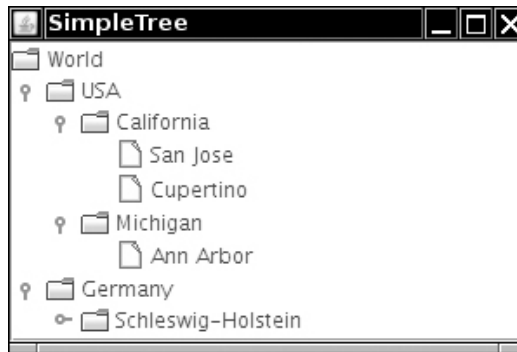 SimpleTree
World
USA
California
San Jose
Cupertino
Michigan
Ann Arbor
Germany
Schleswig-Holstein